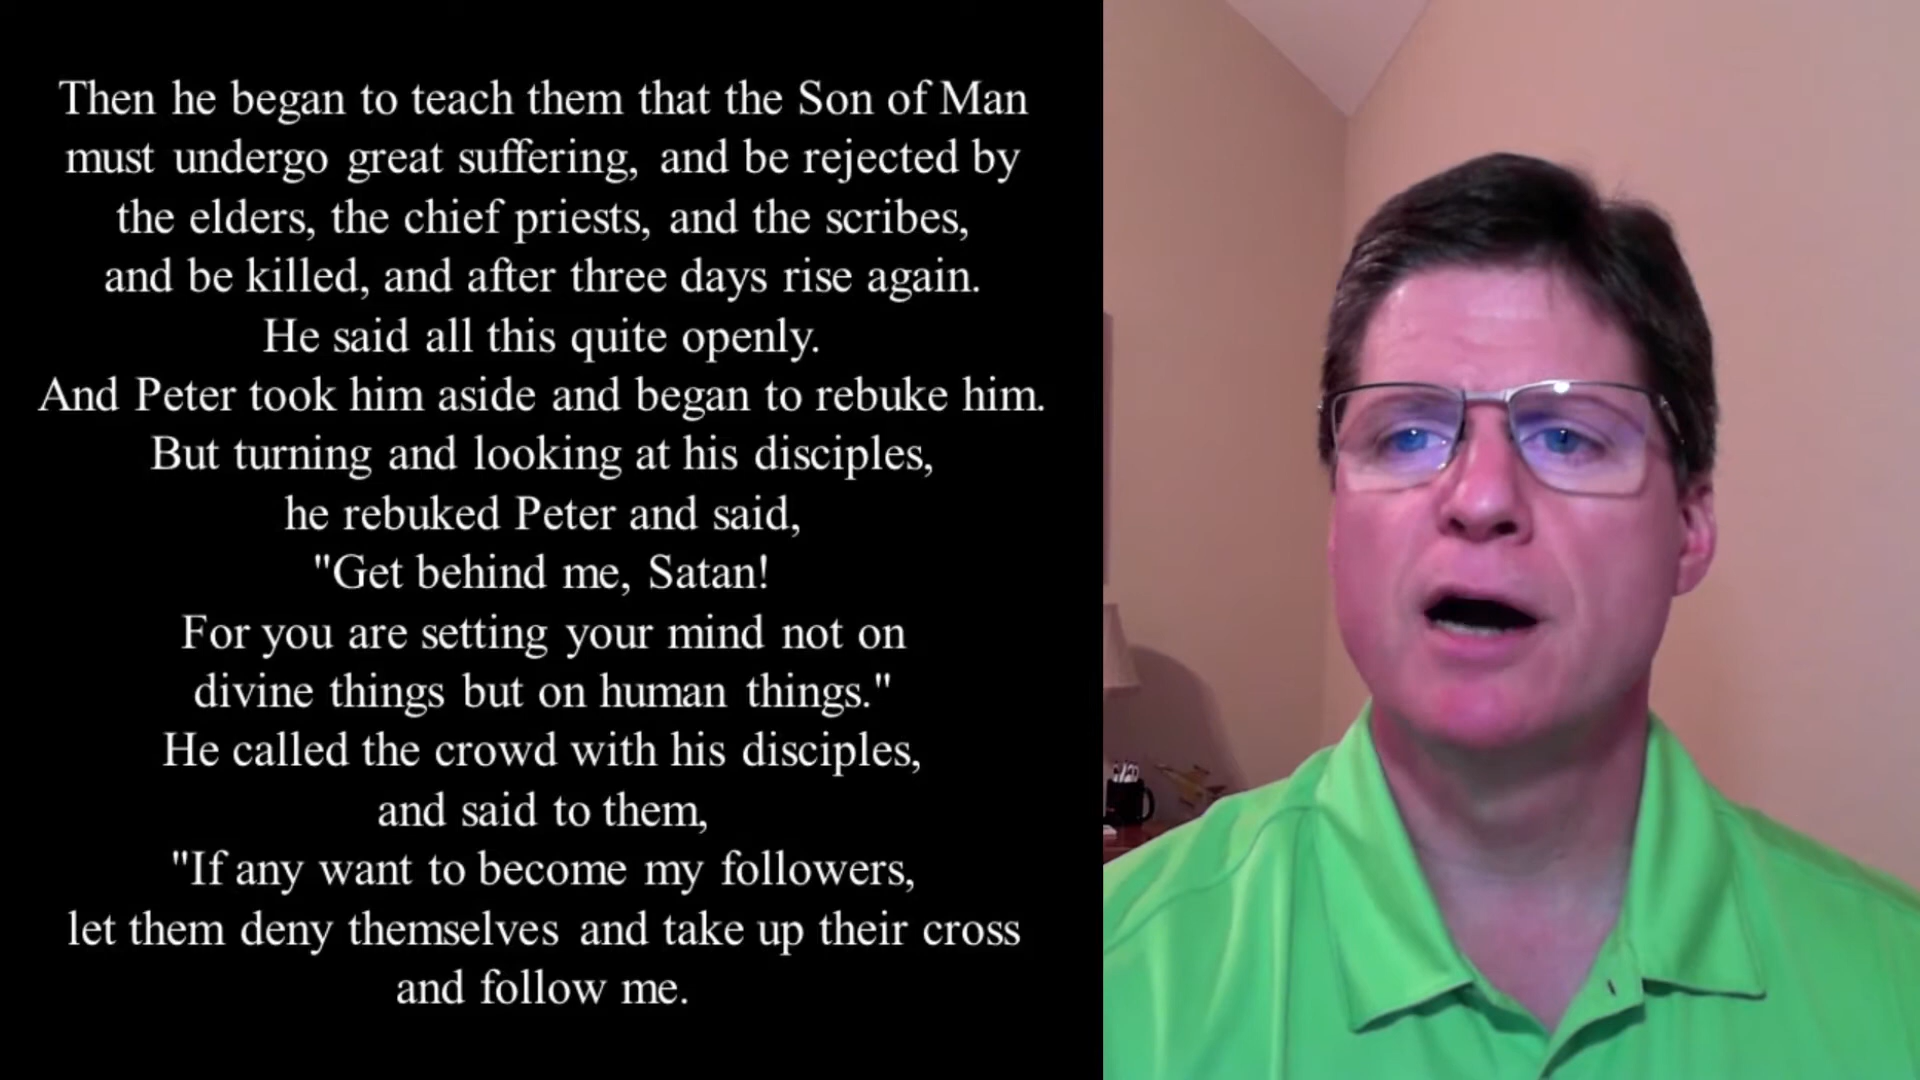 Then he began to teach them that the Son of Man
must undergo great suffering, and be rejected by
the elders, the chief priests, and the scribes,
and be killed, and after three days rise again.
He said all this quite openly.
And Peter took him aside and began to rebuke him.
But turning and looking at his disciples,
he rebuked Peter and said,
"Get behind me, Satan!
For you are setting your mind not on
divine things but on human things."
He called the crowd with his disciples,
and said to them,
"If any want to become my followers,
let them deny themselves and take up their cross
and follow me.